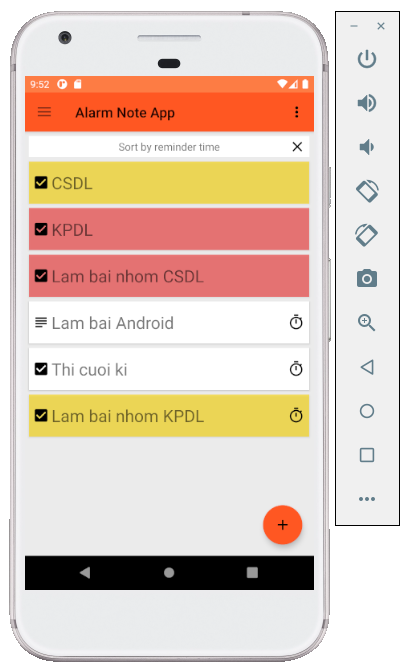 9:52
Alarm Note App
Sort by reminder time
CSDL
KPDL
Lam bai nhom CSDL
Lam bai Android
Thi cuoi ki
Lam bai nhom KPDL